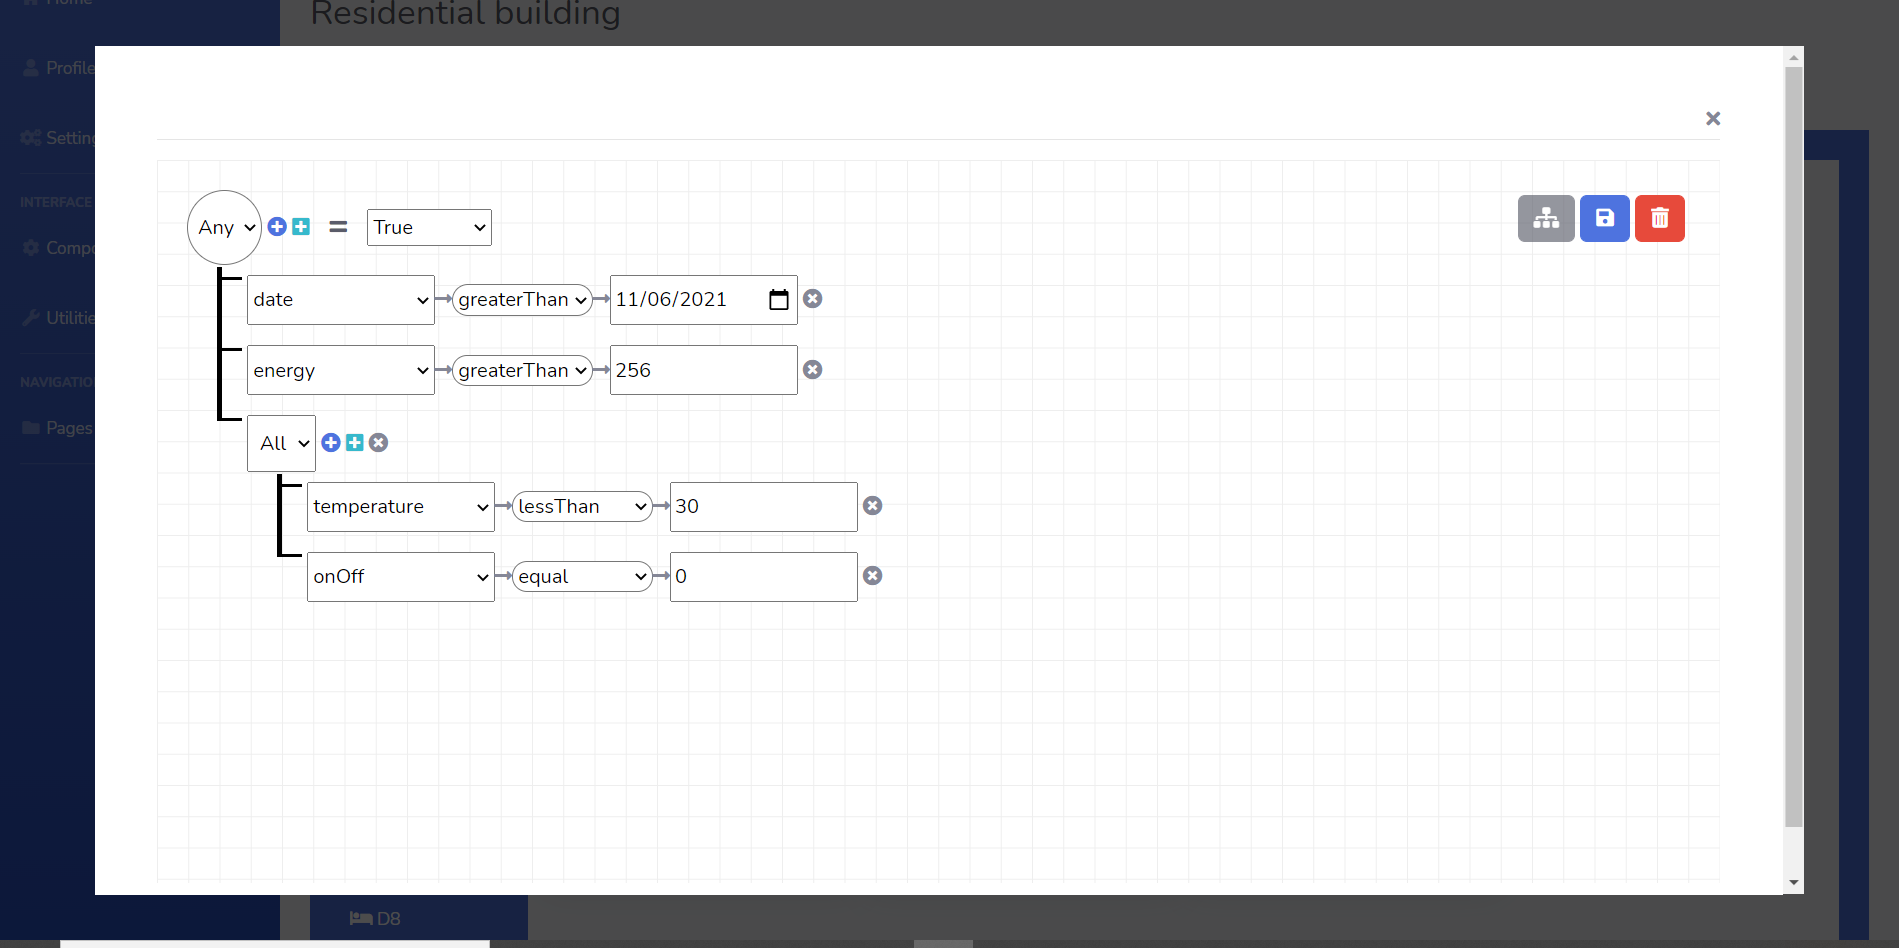 Home
Residential building
Profile
Setting
INTERFACE
Any = True
Compo
date greaterThan 11/06/2021
Utilitie
energy greaterThan 256
NAVIGATIO
Pages
All
temperature lessThan 30
onOff equal 0
D8